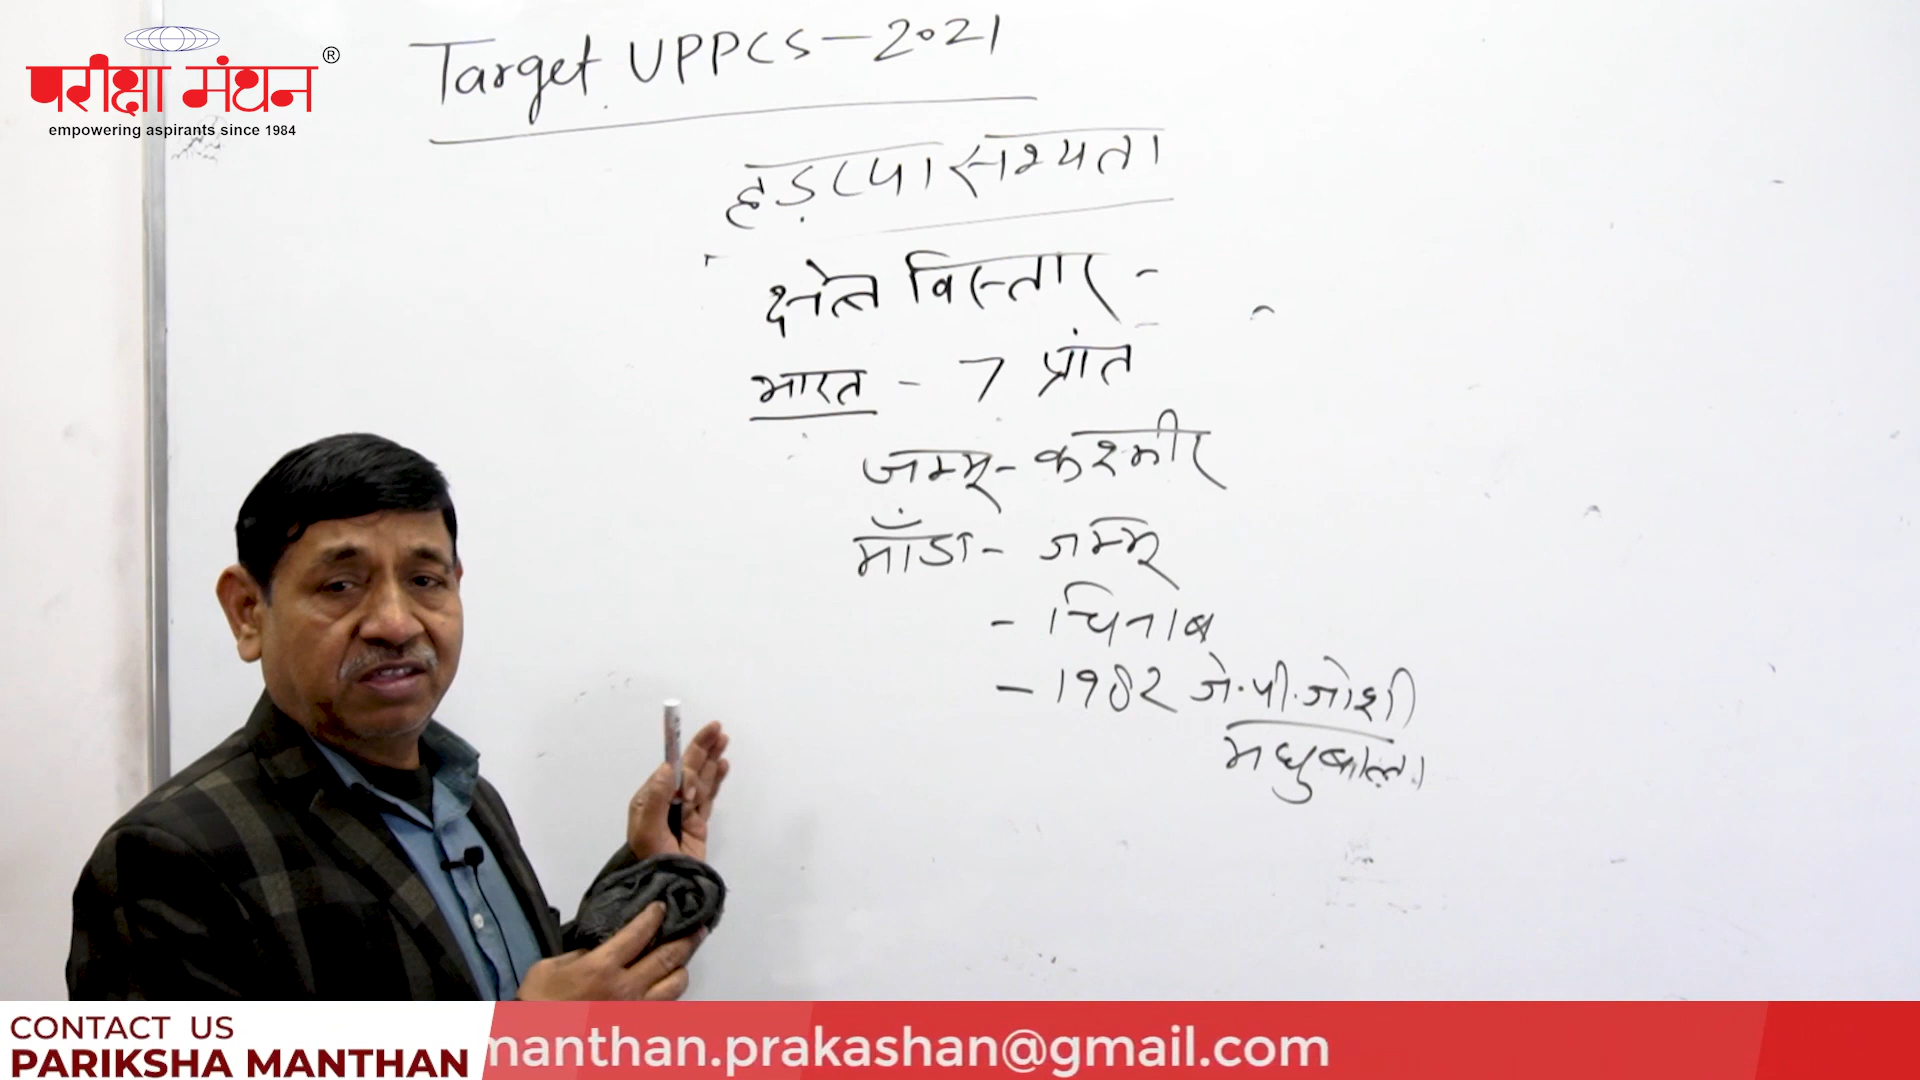 परीक्षा मंथन ®
empowering aspirants since 1984
Target UPPCS-2021
हड़प्पा सभ्यता
क्षेत्र विस्तार -
भारत - 7 प्रांत
जम्मू - कश्मीर
माँडा - जम्मू
- चिनाब
- १९८२ जे.पी.जोशी
मधुबाला
CONTACT US
PARIKSHA MANTHAN
manthan.prakashan@gmail.com